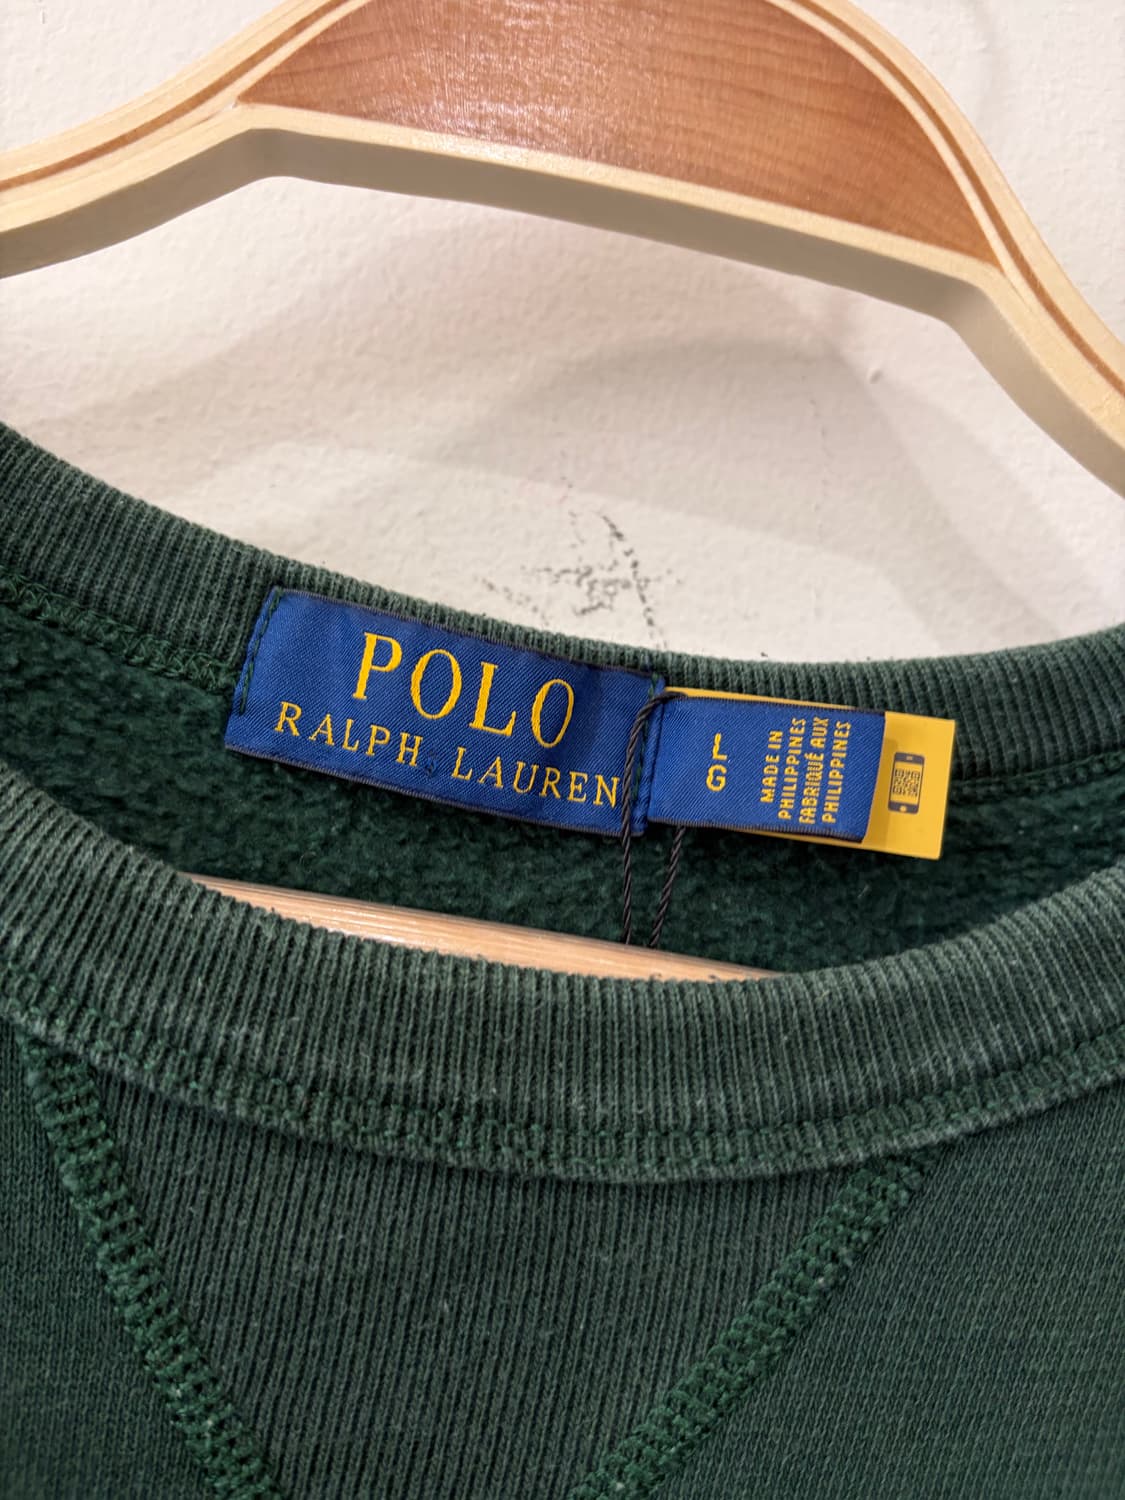 POLO
RALPH LAUREN
L
G
MADE IN
PHILIPPINES
FABRIQUÉ AUX
PHILIPPINES